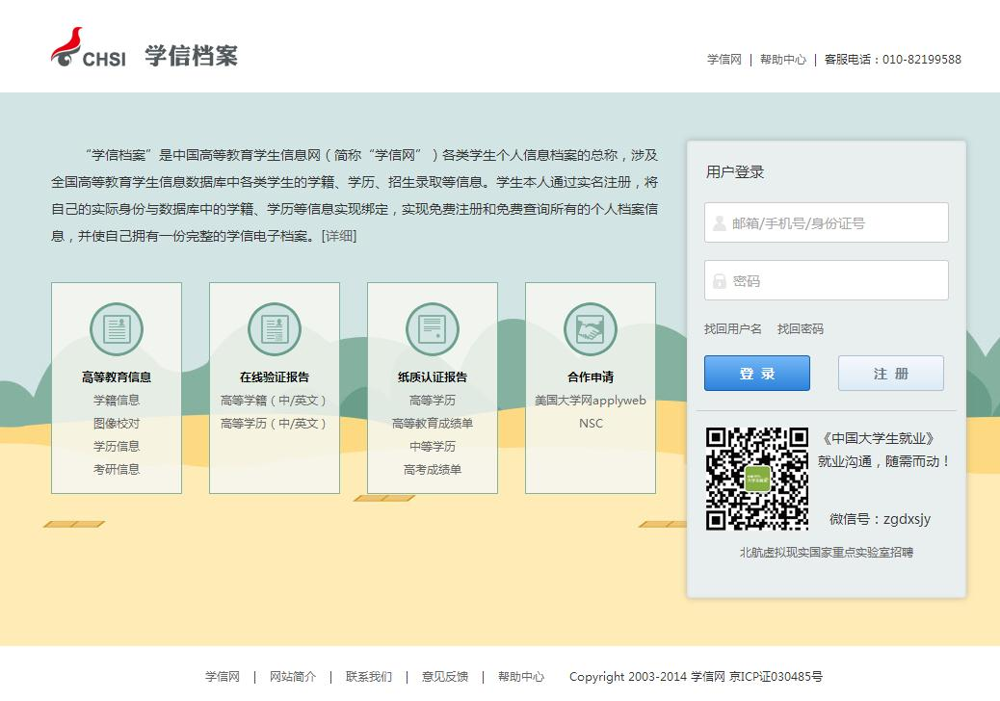 CHSI 学信档案
学信网 | 帮助中心 | 客服电话：010-82199588
“学信档案”是中国高等教育学生信息网（简称“学信网”）各类学生个人信息档案的总称，涉及
全国高等教育学生信息数据库中各类学生的学籍、学历、招生录取等信息。学生本人通过实名注册，将
自己的实际身份与数据库中的学籍、学历等信息实现绑定，实现免费注册和免费查询所有的个人档案信
息，并使自己拥有一份完整的学信电子档案。[详细]
高等教育信息
学籍信息
图像校对
学历信息
考研信息
在线验证报告
高等学籍（中/英文）
高等学历（中/英文）
纸质认证报告
高等学历
高等教育成绩单
中等学历
高考成绩单
合作申请
美国大学网applyweb
NSC
用户登录
邮箱/手机号/身份证号
密码
找回用户名 找回密码
登 录 注 册
《中国大学生就业》
就业沟通，随需而动！
微信号：zgdxsjy
北航虚拟现实国家重点实验室招聘
学信网 | 网站简介 | 联系我们 | 意见反馈 | 帮助中心 Copyright 2003-2014 学信网 京ICP证030485号